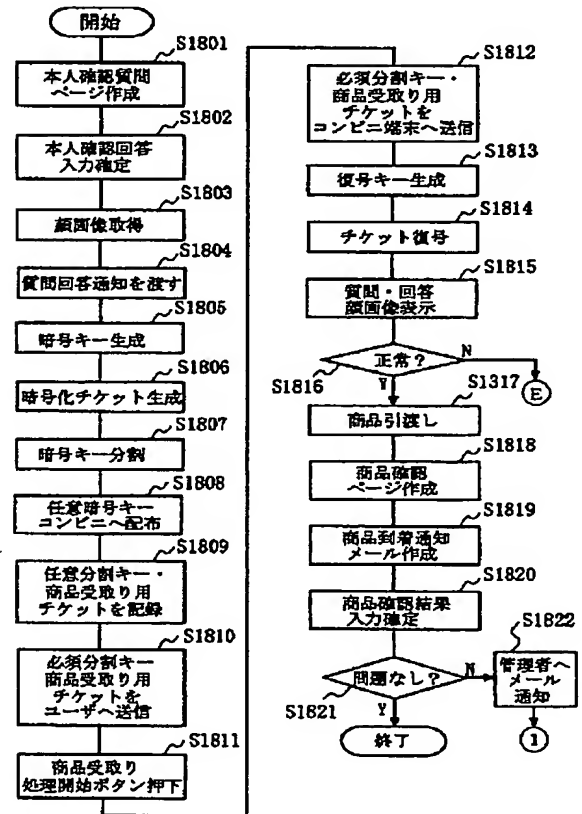 開始
S1801
本人確認質問
ページ作成
S1802
本人確認回答
入力確定
S1803
顔画像取得
S1804
質問回答通知を渡す
S1805
暗号キー生成
S1806
暗号化チケット生成
S1807
暗号キー分割
S1808
任意暗号キー
コンビニへ配布
S1809
任意分割キー・
商品受取り用
チケットを記録
S1810
必須分割キー
商品受取り用
チケットを
ユーザへ送信
S1811
商品受取り
処理開始ボタン押下
S1812
必須分割キー・
商品受取り用
チケットを
コンビニ端末へ送信
S1813
復号キー生成
S1814
チケット復号
S1815
質問・回答
顔画像表示
正常?
N
S1816
Y
E
S1317
商品引渡し
S1818
商品確認
ページ作成
S1819
商品到着通知
メール作成
S1820
商品確認結果
入力確定
S1822
問題なし?
N
管理者へ
メール
通知
S1821
Y
終了
1